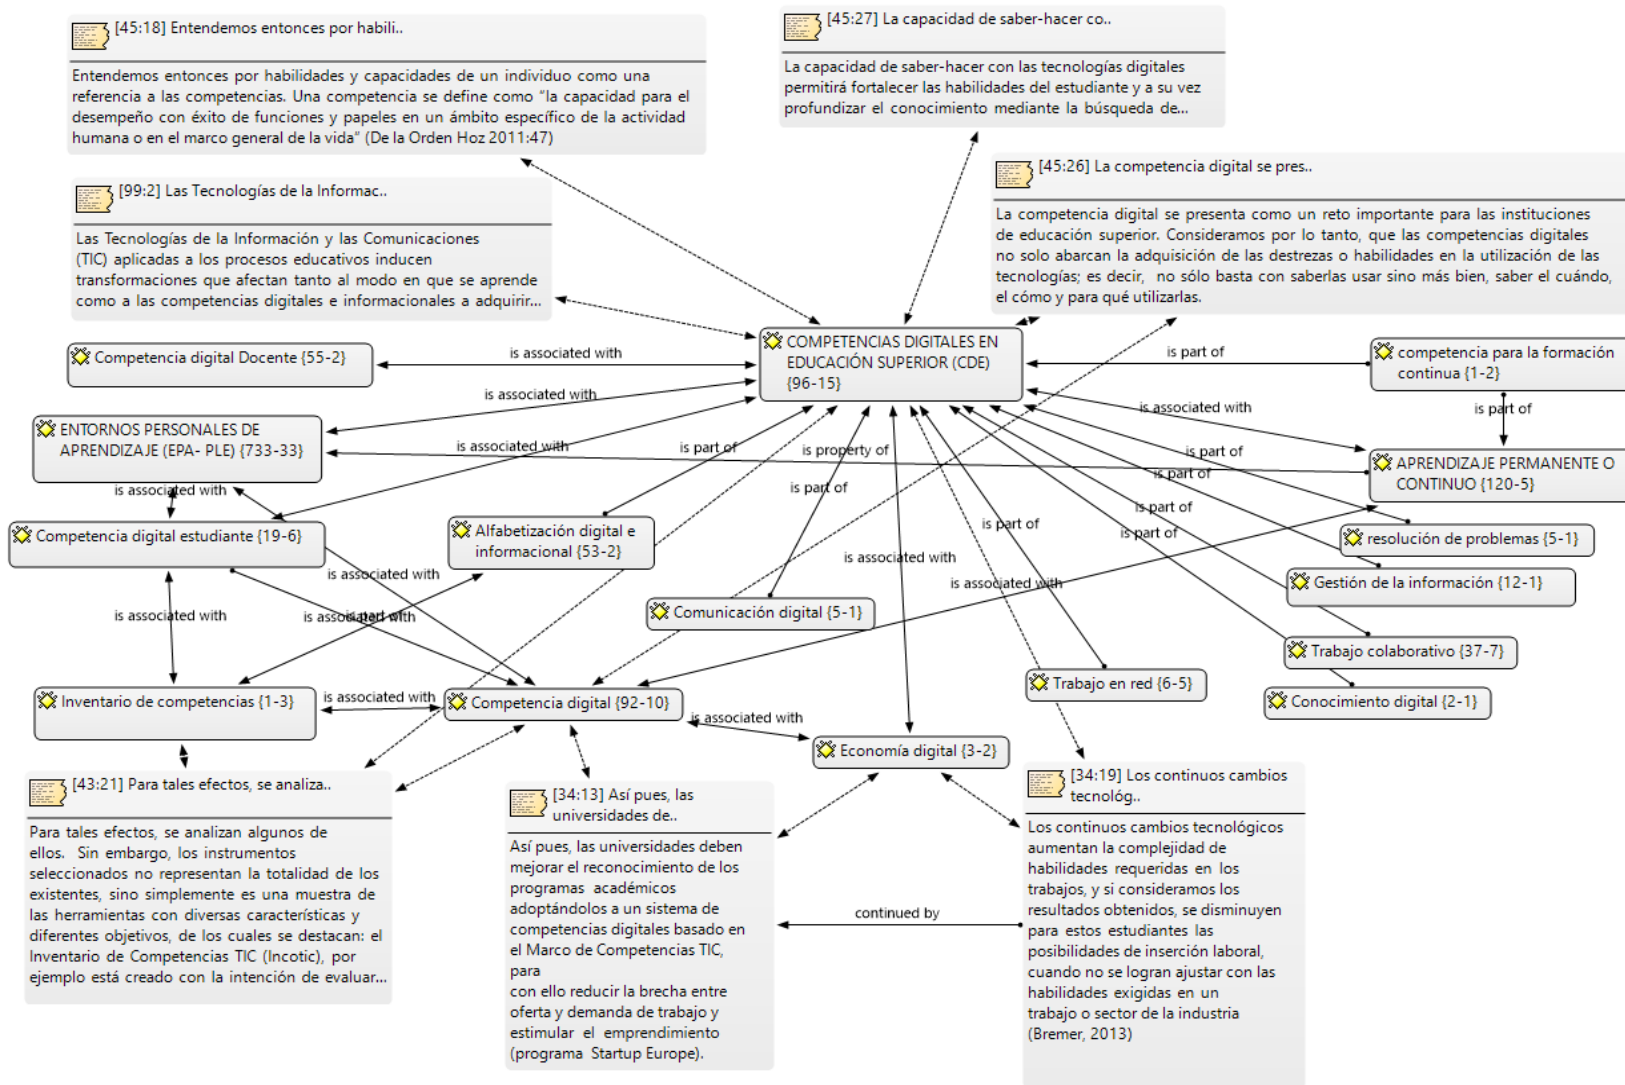 [45:18] Entendemos entonces por habili..
Entendemos entonces por habilidades y capacidades de un individuo como una
referencia a las competencias. Una competencia se define como “la capacidad para el
desempeño con éxito de funciones y papeles en un ámbito específico de la actividad
humana o en el marco general de la vida” (De la Orden Hoz 2011:47)
[45:27] La capacidad de saber-hacer co..
La capacidad de saber-hacer con las tecnologías digitales
permitirá fortalecer las habilidades del estudiante y a su vez
profundizar el conocimiento mediante la búsqueda de...
[99:2] Las Tecnologías de la Informac..
Las Tecnologías de la Información y las Comunicaciones
(TIC) aplicadas a los procesos educativos inducen
transformaciones que afectan tanto al modo en que se aprende
como a las competencias digitales e informacionales a adquirir...
[45:26] La competencia digital se pres..
La competencia digital se presenta como un reto importante para las instituciones
de educación superior. Consideramos por lo tanto, que las competencias digitales
no solo abarcan la adquisición de las destrezas o habilidades en la utilización de las
tecnologías; es decir, no sólo basta con saberlas usar sino más bien, saber el cuándo,
el cómo y para qué utilizarlas.
COMPETENCIAS DIGITALES EN
EDUCACIÓN SUPERIOR (CDE)
{96-15}
Competencia digital Docente {55-2}
is associated with
is part of
competencia para la formación
continua {1-2}
is associated with
is associated with
is part of
ENTORNOS PERSONALES DE
APRENDIZAJE (EPA- PLE) {733-33}
is associated with
is part of
is property of
is part of
is part of
APRENDIZAJE PERMANENTE O
CONTINUO {120-5}
is associated with
is part of
is part of
is part of
is part of
Competencia digital estudiante {19-6}
Alfabetización digital e
informacional {53-2}
resolución de problemas {5-1}
is associated with
is associated with
is associated with
Gestión de la información {12-1}
is associated with
is associated with
is part of
Comunicación digital {5-1}
Trabajo colaborativo {37-7}
Trabajo en red {6-5}
Conocimiento digital {2-1}
Inventario de competencias {1-3}
is associated with
Competencia digital {92-10}
is associated with
Economía digital {3-2}
[43:21] Para tales efectos, se analiza..
Para tales efectos, se analizan algunos de
ellos. Sin embargo, los instrumentos
seleccionados no representan la totalidad de los
existentes, sino simplemente es una muestra de
las herramientas con diversas características y
diferentes objetivos, de los cuales se destacan: el
Inventario de Competencias TIC (Incotic), por
ejemplo está creado con la intención de evaluar...
[34:13] Así pues, las
universidades de..
Así pues, las universidades deben
mejorar el reconocimiento de los
programas académicos
adoptándolos a un sistema de
competencias digitales basado en
el Marco de Competencias TIC,
para
con ello reducir la brecha entre
oferta y demanda de trabajo y
estimular el emprendimiento
(programa Startup Europe).
continued by
[34:19] Los continuos cambios
tecnológ..
Los continuos cambios tecnológicos
aumentan la complejidad de
habilidades requeridas en los
trabajos, y si consideramos los
resultados obtenidos, se disminuyen
para estos estudiantes las
posibilidades de inserción laboral,
cuando no se logran ajustar con las
habilidades exigidas en un
trabajo o sector de la industria
(Bremer, 2013)